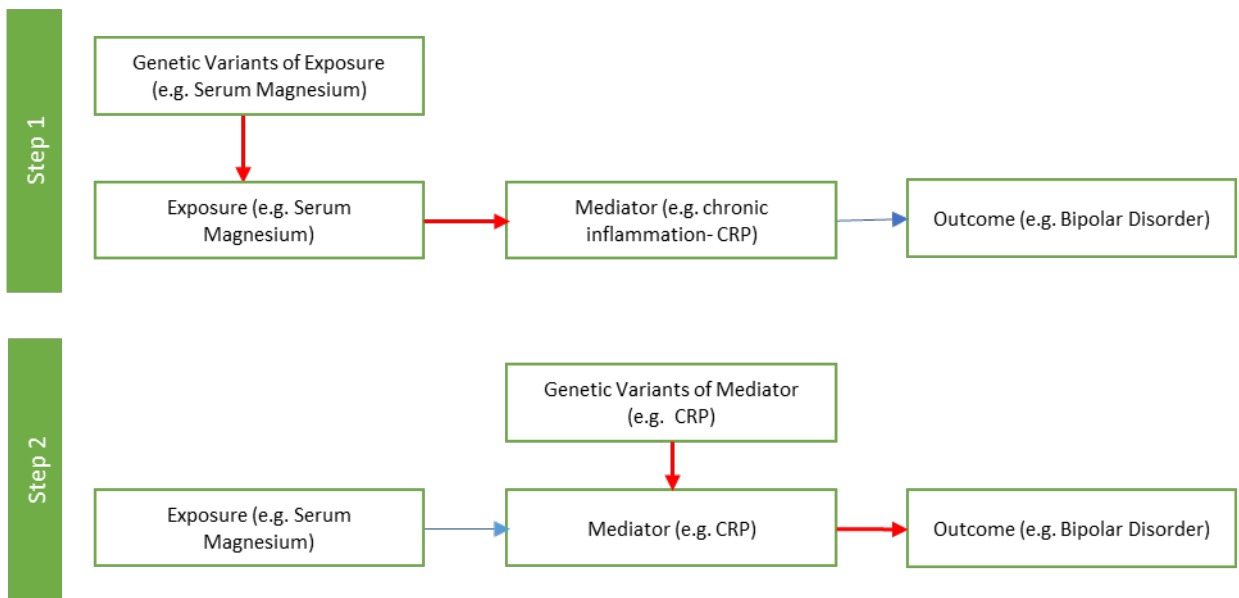 Step 1
Genetic Variants of Exposure
(e.g. Serum Magnesium)
Exposure (e.g. Serum
Magnesium)
Mediator (e.g. chronic
inflammation- CRP)
Outcome (e.g. Bipolar Disorder)
Step 2
Genetic Variants of Mediator
(e.g. CRP)
Exposure (e.g. Serum
Magnesium)
Mediator (e.g. CRP)
Outcome (e.g. Bipolar Disorder)